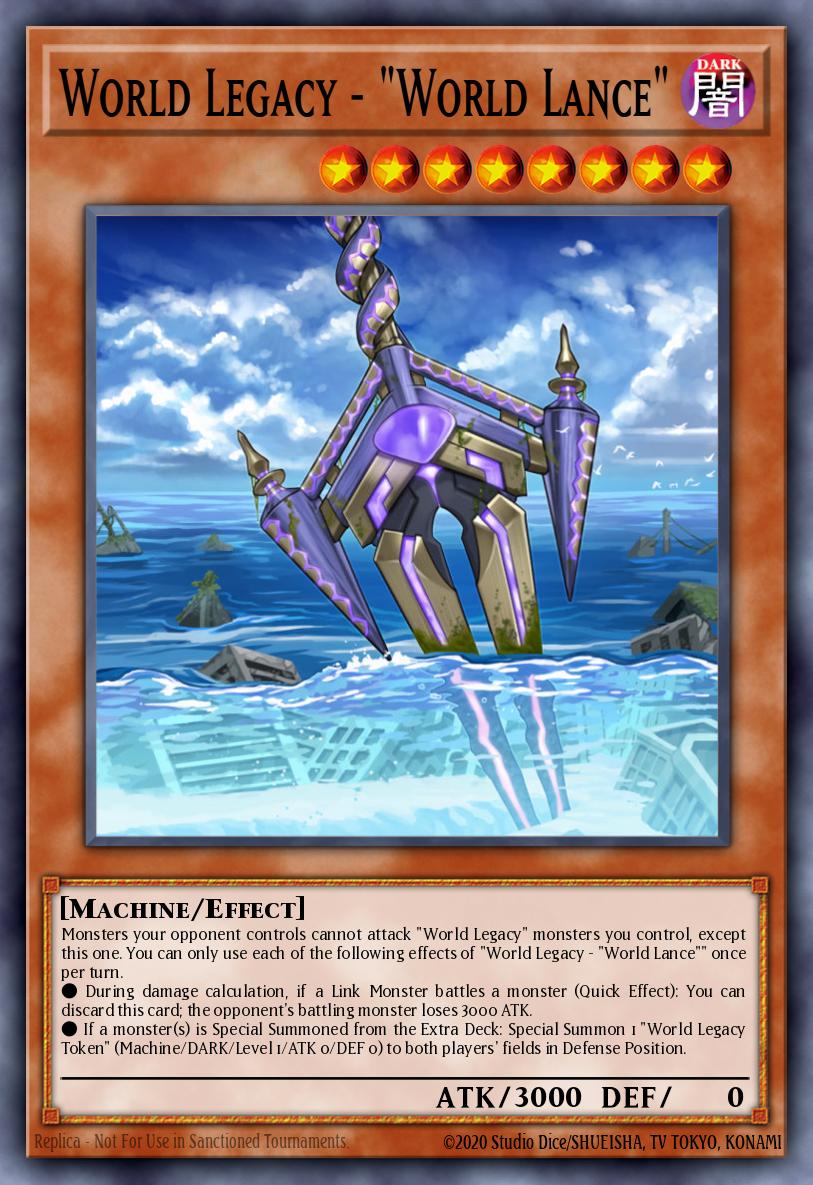 World Legacy - "World Lance"
DARK
闇
[Machine/Effect]
Monsters your opponent controls cannot attack "World Legacy" monsters you control, except
this one. You can only use each of the following effects of "World Legacy - "World Lance"" once
per turn.
● During damage calculation, if a Link Monster battles a monster (Quick Effect): You can
discard this card; the opponent's battling monster loses 3000 ATK.
● If a monster(s) is Special Summoned from the Extra Deck: Special Summon 1 "World Legacy
Token" (Machine/DARK/Level 1/ATK 0/DEF 0) to both players' fields in Defense Position.
ATK/3000 DEF/ 0
Replica - Not For Use in Sanctioned Tournaments.
©2020 Studio Dice/SHUEISHA, TV TOKYO, KONAMI